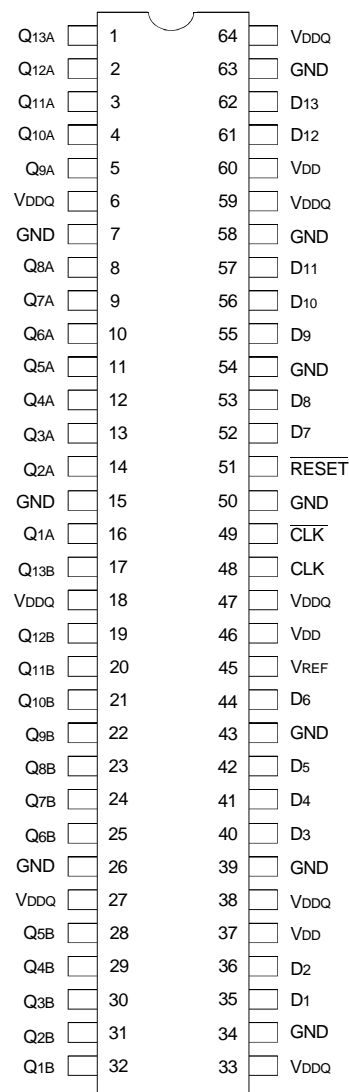 Q13A 1 64 VDDQ
Q12A 2 63 GND
Q11A 3 62 D13
Q10A 4 61 D12
Q9A 5 60 VDD
VDDQ 6 59 VDDQ
GND 7 58 GND
Q8A 8 57 D11
Q7A 9 56 D10
Q6A 10 55 D9
Q5A 11 54 GND
Q4A 12 53 D8
Q3A 13 52 D7
Q2A 14 51 RESET
GND 15 50 GND
Q1A 16 49 CLK
Q13B 17 48 CLK
VDDQ 18 47 VDDQ
Q12B 19 46 VDD
Q11B 20 45 VREF
Q10B 21 44 D6
Q9B 22 43 GND
Q8B 23 42 D5
Q7B 24 41 D4
Q6B 25 40 D3
GND 26 39 GND
VDDQ 27 38 VDDQ
Q5B 28 37 VDD
Q4B 29 36 D2
Q3B 30 35 D1
Q2B 31 34 GND
Q1B 32 33 VDDQ